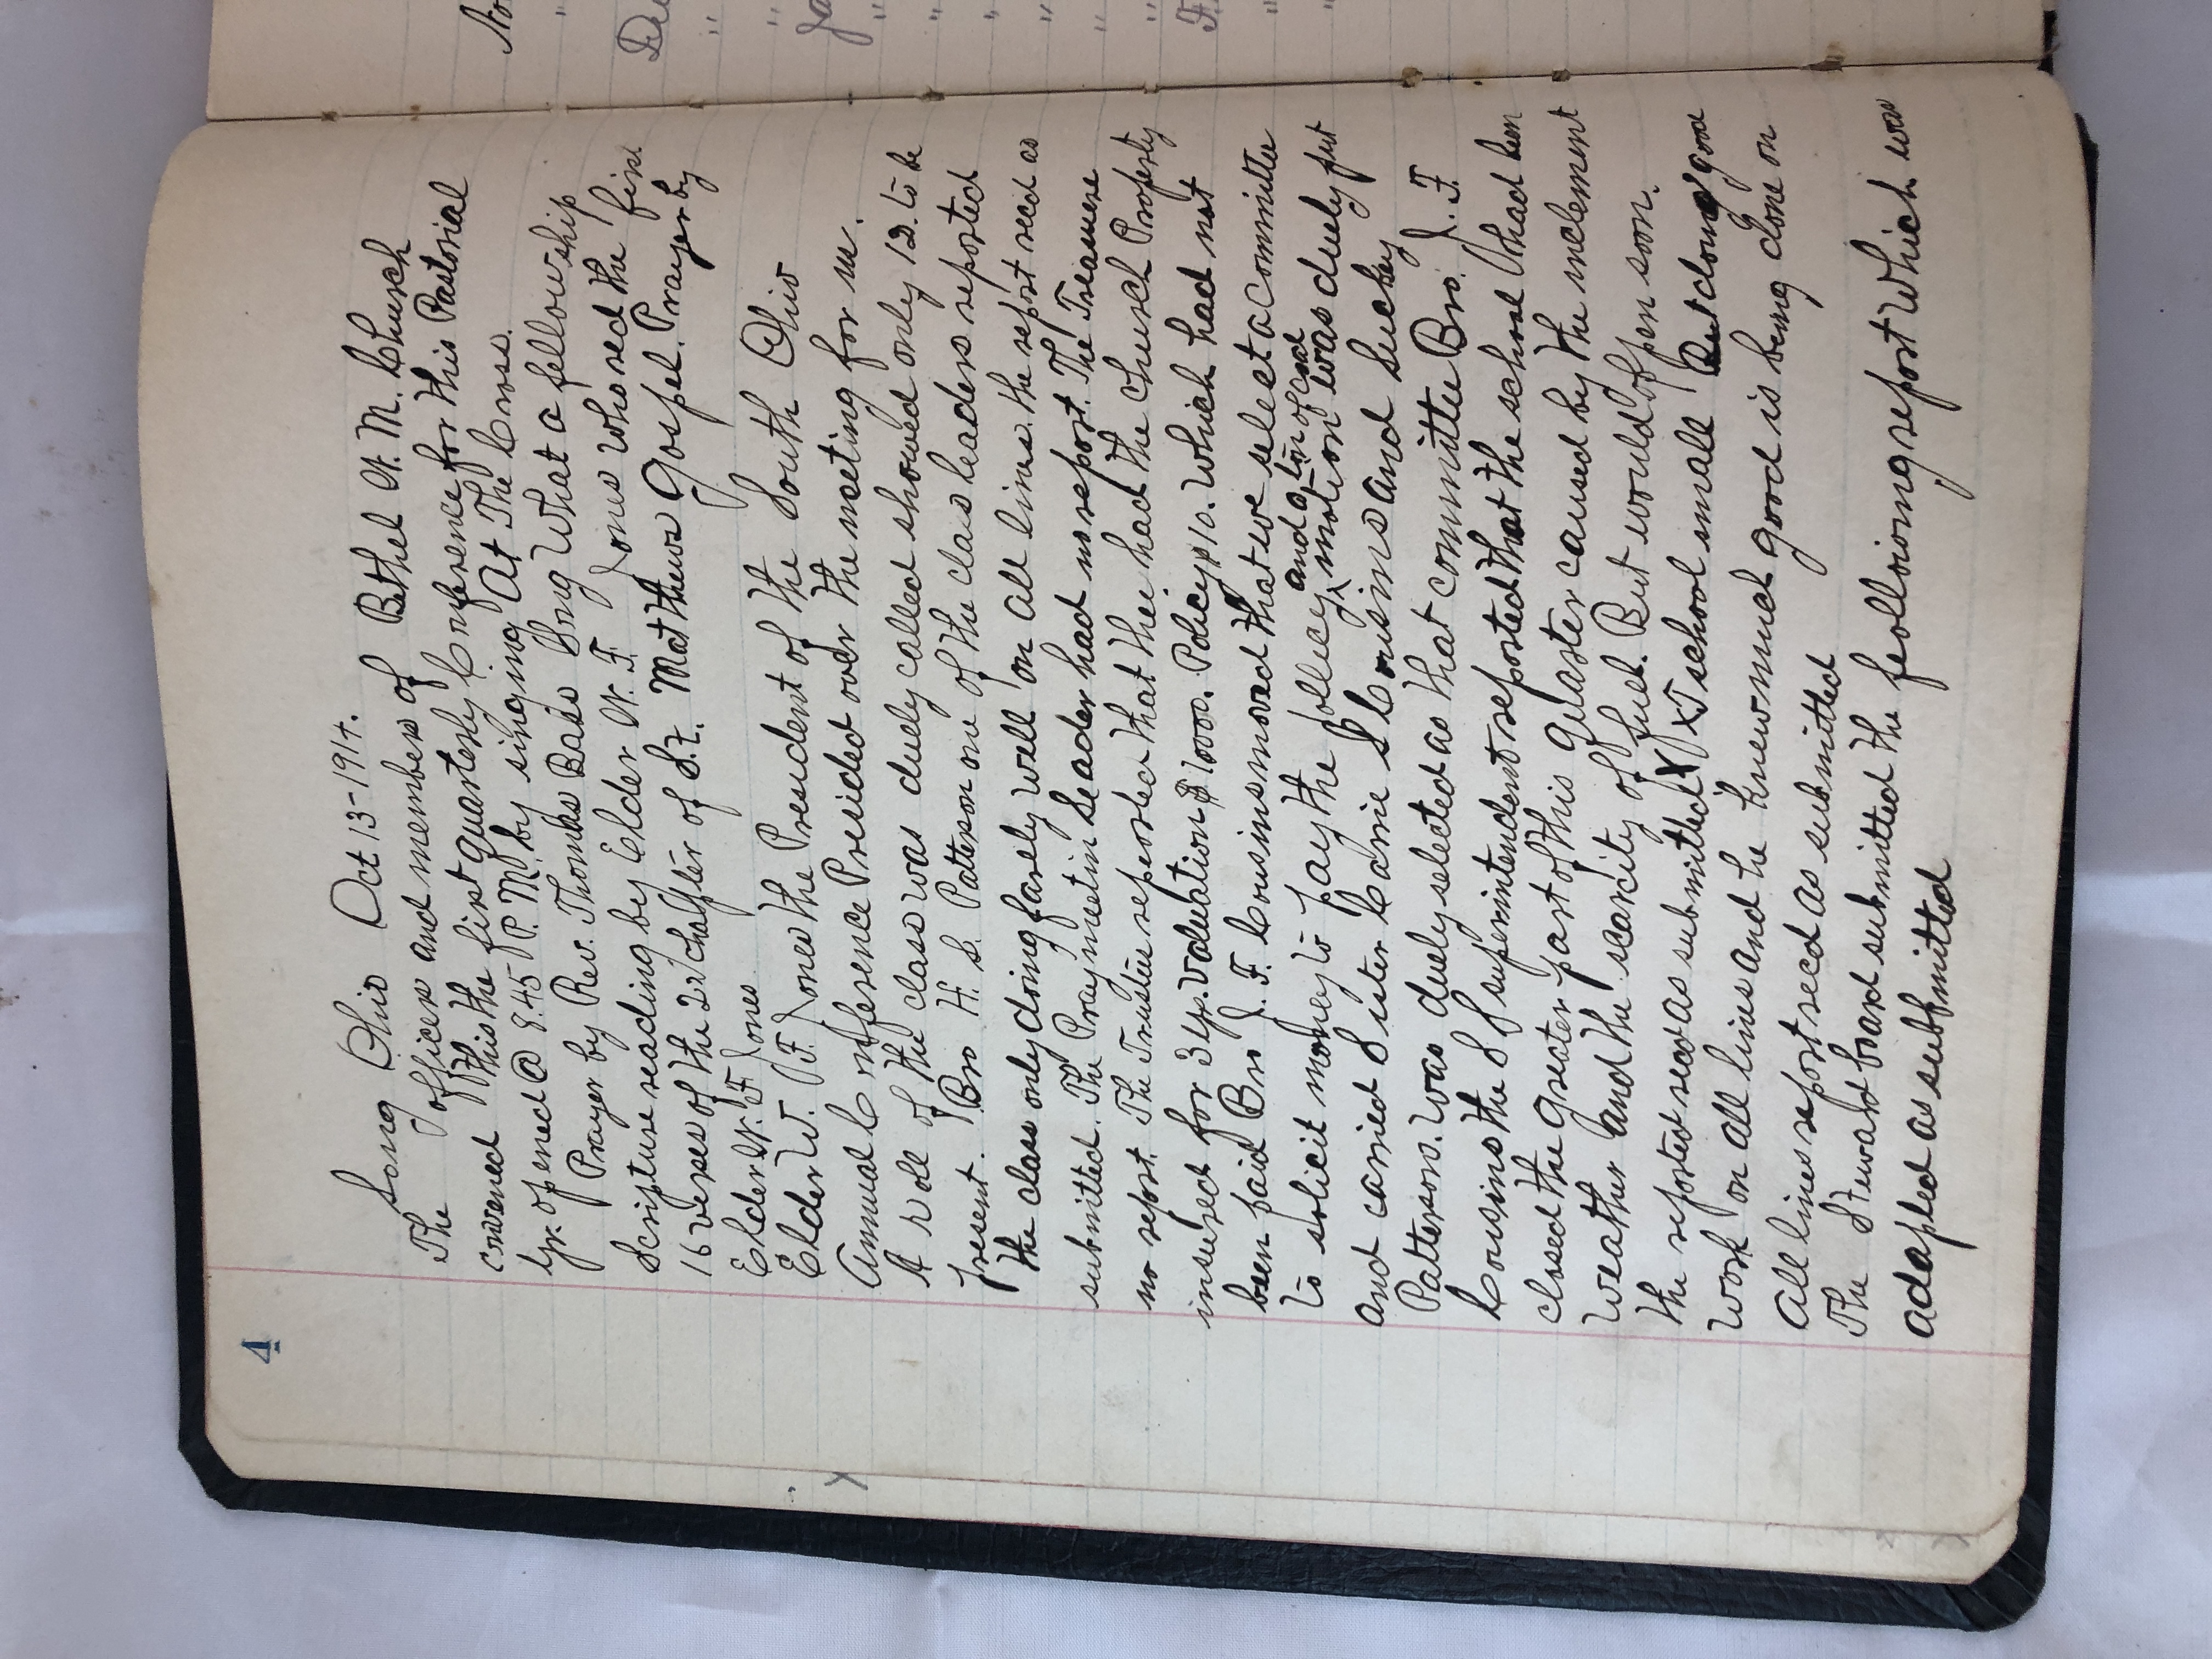 4
Long Ohio Oct 13-1914.
The officers and members of Bethel W. M. Church
convened this the first quarterly Conference for this Pastorial
Yr. opened @ 8.45 P. M. by singing At The Cross.
Prayer by Rev. Thomas Bass Song What a fellowship
Scripture reading by Elder W. F. Jones who red the first
16 verses of the 22 chapter of S.t. Matthews Gospel. Prayer by
Elder W. F Jones
Elder W. F. Jones the President of the South Ohio
Annual Conference Presided over the meeting for us.
A roll of the class was duely called showed only 12. to be
present. Bro H. S. Patterson one of the class leaders reported
the class only doing farely well on all lines. the report recd as
submitted. The Praymeetin Leader had no report. The Treasurere
no report. The Trustees reported that thee had the church Property
insured for 3 yr. valuation $1000. Policy $10. which had not
been paid Bro J. F. Cousins moved that we select a committee
and a ton of coal
to solicit money to pay the pollecy, ^ motion was duely put
and carried Sister Carrie S Cousins and Luckey
Patterson. was duely selected as that committee Bro. J. F.
Cousins the S S superintendent reported that the school had been
closed the greater part of this quarter caused by the inclement
weather and the scarcity of fuel. But would oppen soon.
the reported recd as submitted X X J school small But doing good
work on all lines and he knew much good is being done on
all lines report recd as submitted
The Steward board submitted the feolloiomg report which was
adapted as subbmitted
No
"
De
"
"
Ja
"
"
"
"
"
"
F
"
"